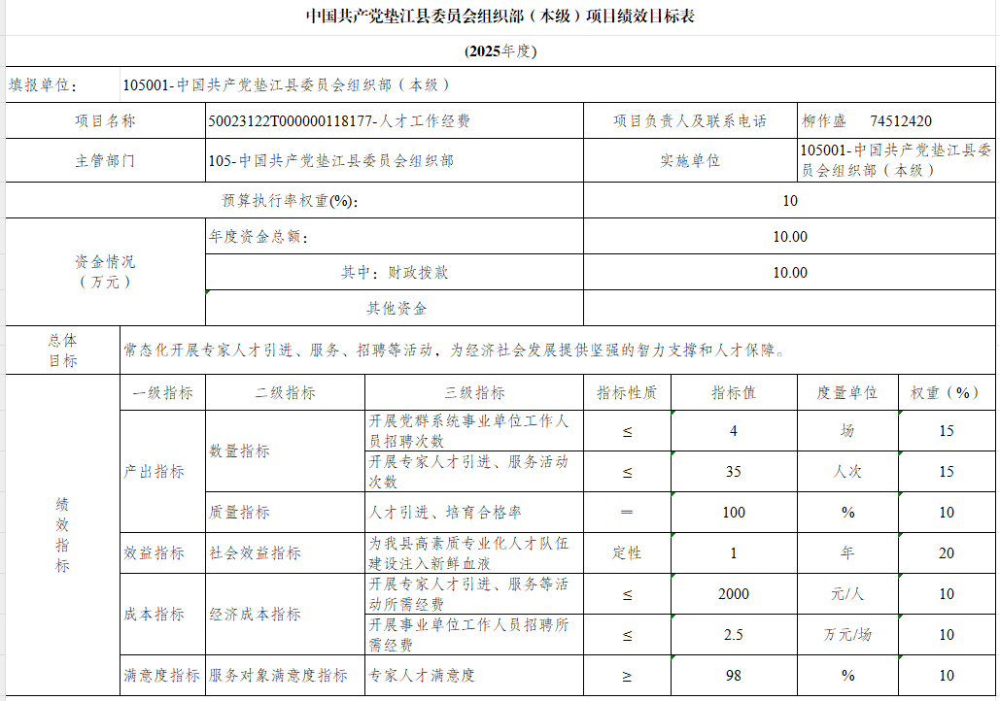 中国共产党垫江县委员会组织部（本级）项目绩效目标表
(2025年度)
填报单位： 105001-中国共产党垫江县委员会组织部（本级）
项目名称 50023122T000000118177-人才工作经费 项目负责人及联系电话 柳作盛 74512420
主管部门 105-中国共产党垫江县委员会组织部 实施单位 105001-中国共产党垫江县委
员会组织部（本级）
预算执行率权重(%)： 10
资金情况
（万元）
年度资金总额： 10.00
其中：财政拨款 10.00
其他资金
总体
目标
常态化开展专家人才引进、服务、招聘等活动，为经济社会发展提供坚强的智力支撑和人才保障。
绩
效
指
标
一级指标 二级指标 三级指标 指标性质 指标值 度量单位 权重（%）
产出指标 数量指标 开展党群系统事业单位工作人
员招聘次数 ≤ 4 场 15
开展专家人才引进、服务活动
次数 ≤ 35 人次 15
质量指标 人才引进、培育合格率 ＝ 100 % 10
效益指标 社会效益指标 为我县高素质专业化人才队伍
建设注入新鲜血液 定性 1 年 20
成本指标 经济成本指标 开展专家人才引进、服务等活
动所需经费 ≤ 2000 元/人 10
开展事业单位工作人员招聘所
需经费 ≤ 2.5 万元/场 10
满意度指标 服务对象满意度指标 专家人才满意度 ≥ 98 % 10